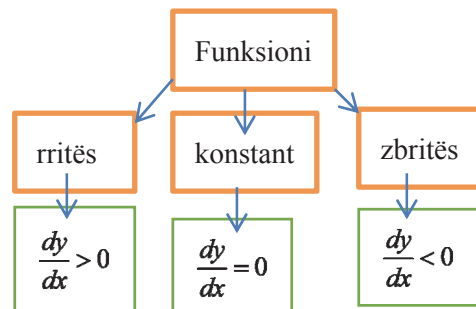 Funksioni
rritës
konstant
zbritës
dy/dx > 0
dy/dx = 0
dy/dx < 0